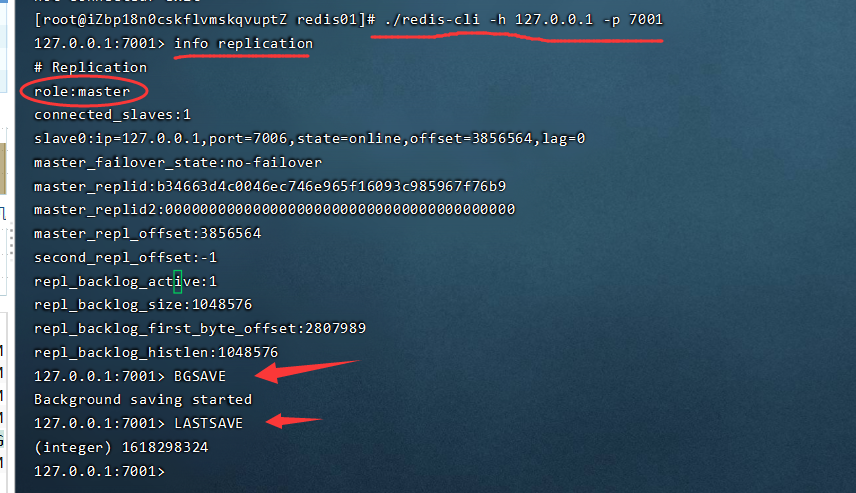 [root@iZbp18n0cskflvmskqvuptZ redis01]# ./redis-cli -h 127.0.0.1 -p 7001
127.0.0.1:7001> info replication
# Replication
role:master
connected_slaves:1
slave0:ip=127.0.0.1,port=7006,state=online,offset=3856564,lag=0
master_failover_state:no-failover
master_replid:b34663d4c0046ec746e965f16093c985967f76b9
master_replid2:0000000000000000000000000000000000000000
master_repl_offset:3856564
second_repl_offset:-1
repl_backlog_active:1
repl_backlog_size:1048576
repl_backlog_first_byte_offset:2807989
repl_backlog_histlen:1048576
127.0.0.1:7001> BGSAVE
Background saving started
127.0.0.1:7001> LASTSAVE
(integer) 1618298324
127.0.0.1:7001>